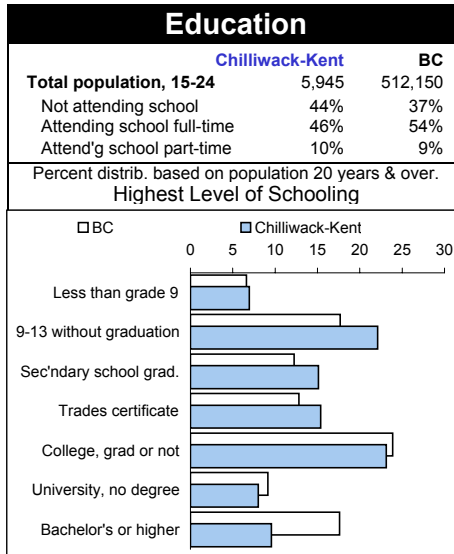 Education
Chilliwack-Kent BC
Total population, 15-24 5,945 512,150
Not attending school 44% 37%
Attending school full-time 46% 54%
Attend'g school part-time 10% 9%
Percent distrib. based on population 20 years & over.
Highest Level of Schooling
BC Chilliwack-Kent
0 5 10 15 20 25 30
Less than grade 9
9-13 without graduation
Sec'ndary school grad.
Trades certificate
College, grad or not
University, no degree
Bachelor's or higher